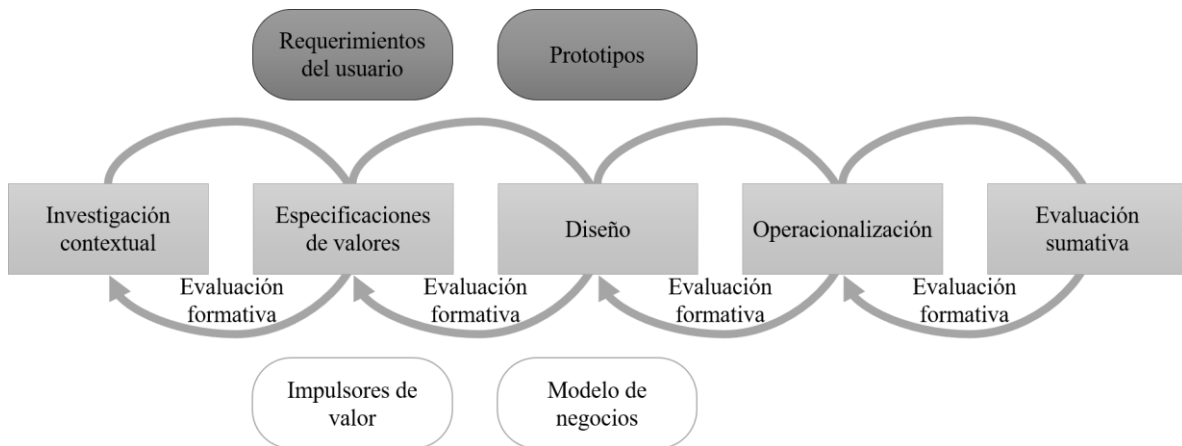 Requerimientos
del usuario
Prototipos
Investigación
contextual
Especificaciones
de valores
Diseño
Operacionalización
Evaluación
sumativa
Evaluación
formativa
Evaluación
formativa
Evaluación
formativa
Evaluación
formativa
Impulsores de
valor
Modelo de
negocios